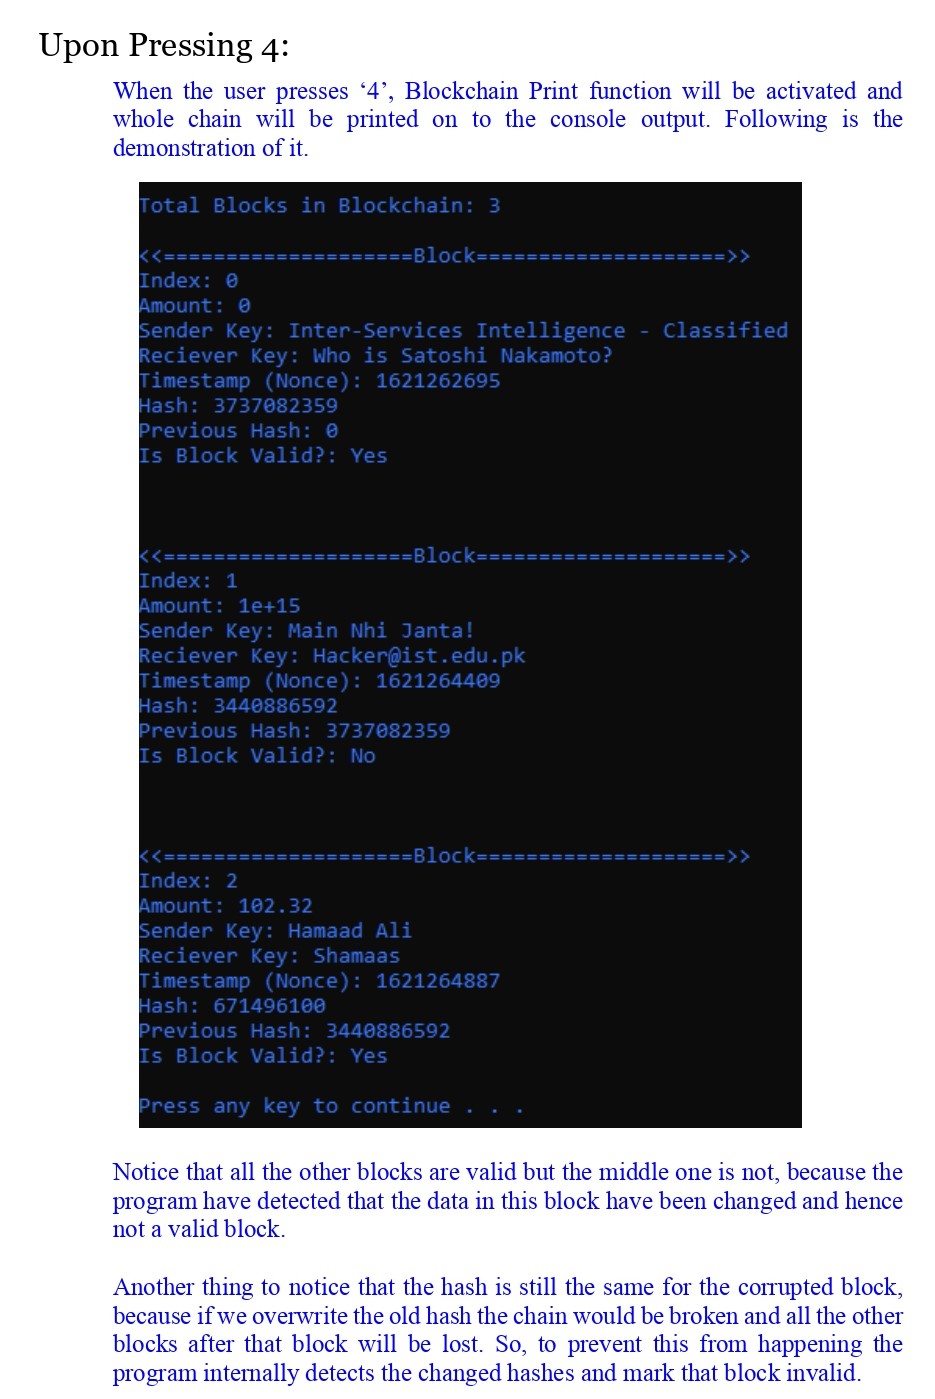 Upon Pressing 4:
When the user presses ‘4’, Blockchain Print function will be activated and
whole chain will be printed on to the console output. Following is the
demonstration of it.
Total Blocks in Blockchain: 3
<<====================Block====================>>
Index: 0
Amount: 0
Sender Key: Inter-Services Intelligence - Classified
Reciever Key: Who is Satoshi Nakamoto?
Timestamp (Nonce): 1621262695
Hash: 3737082359
Previous Hash: 0
Is Block Valid?: Yes
<<====================Block====================>>
Index: 1
Amount: 1e+15
Sender Key: Main Nhi Janta!
Reciever Key: Hacker@ist.edu.pk
Timestamp (Nonce): 1621264409
Hash: 3440886592
Previous Hash: 3737082359
Is Block Valid?: No
<<====================Block====================>>
Index: 2
Amount: 102.32
Sender Key: Hamaad Ali
Reciever Key: Shamaas
Timestamp (Nonce): 1621264887
Hash: 671496100
Previous Hash: 3440886592
Is Block Valid?: Yes
Press any key to continue . . .
Notice that all the other blocks are valid but the middle one is not, because the
program have detected that the data in this block have been changed and hence
not a valid block.
Another thing to notice that the hash is still the same for the corrupted block,
because if we overwrite the old hash the chain would be broken and all the other
blocks after that block will be lost. So, to prevent this from happening the
program internally detects the changed hashes and mark that block invalid.